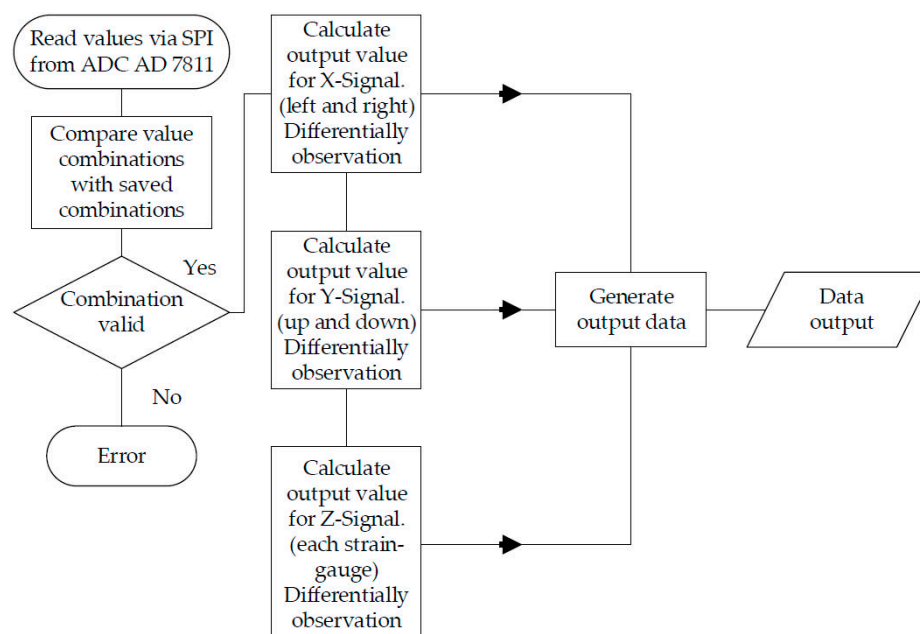 Read values via SPI
from ADC AD 7811
Compare value
combinations
with saved
combinations
Combination
valid
Yes
No
Error
Calculate
output value
for X-Signal.
(left and right)
Differentially
observation
Calculate
output value
for Y-Signal.
(up and down)
Differentially
observation
Calculate
output value
for Z-Signal.
(each strain-
gauge)
Differentially
observation
Generate
output data
Data
output